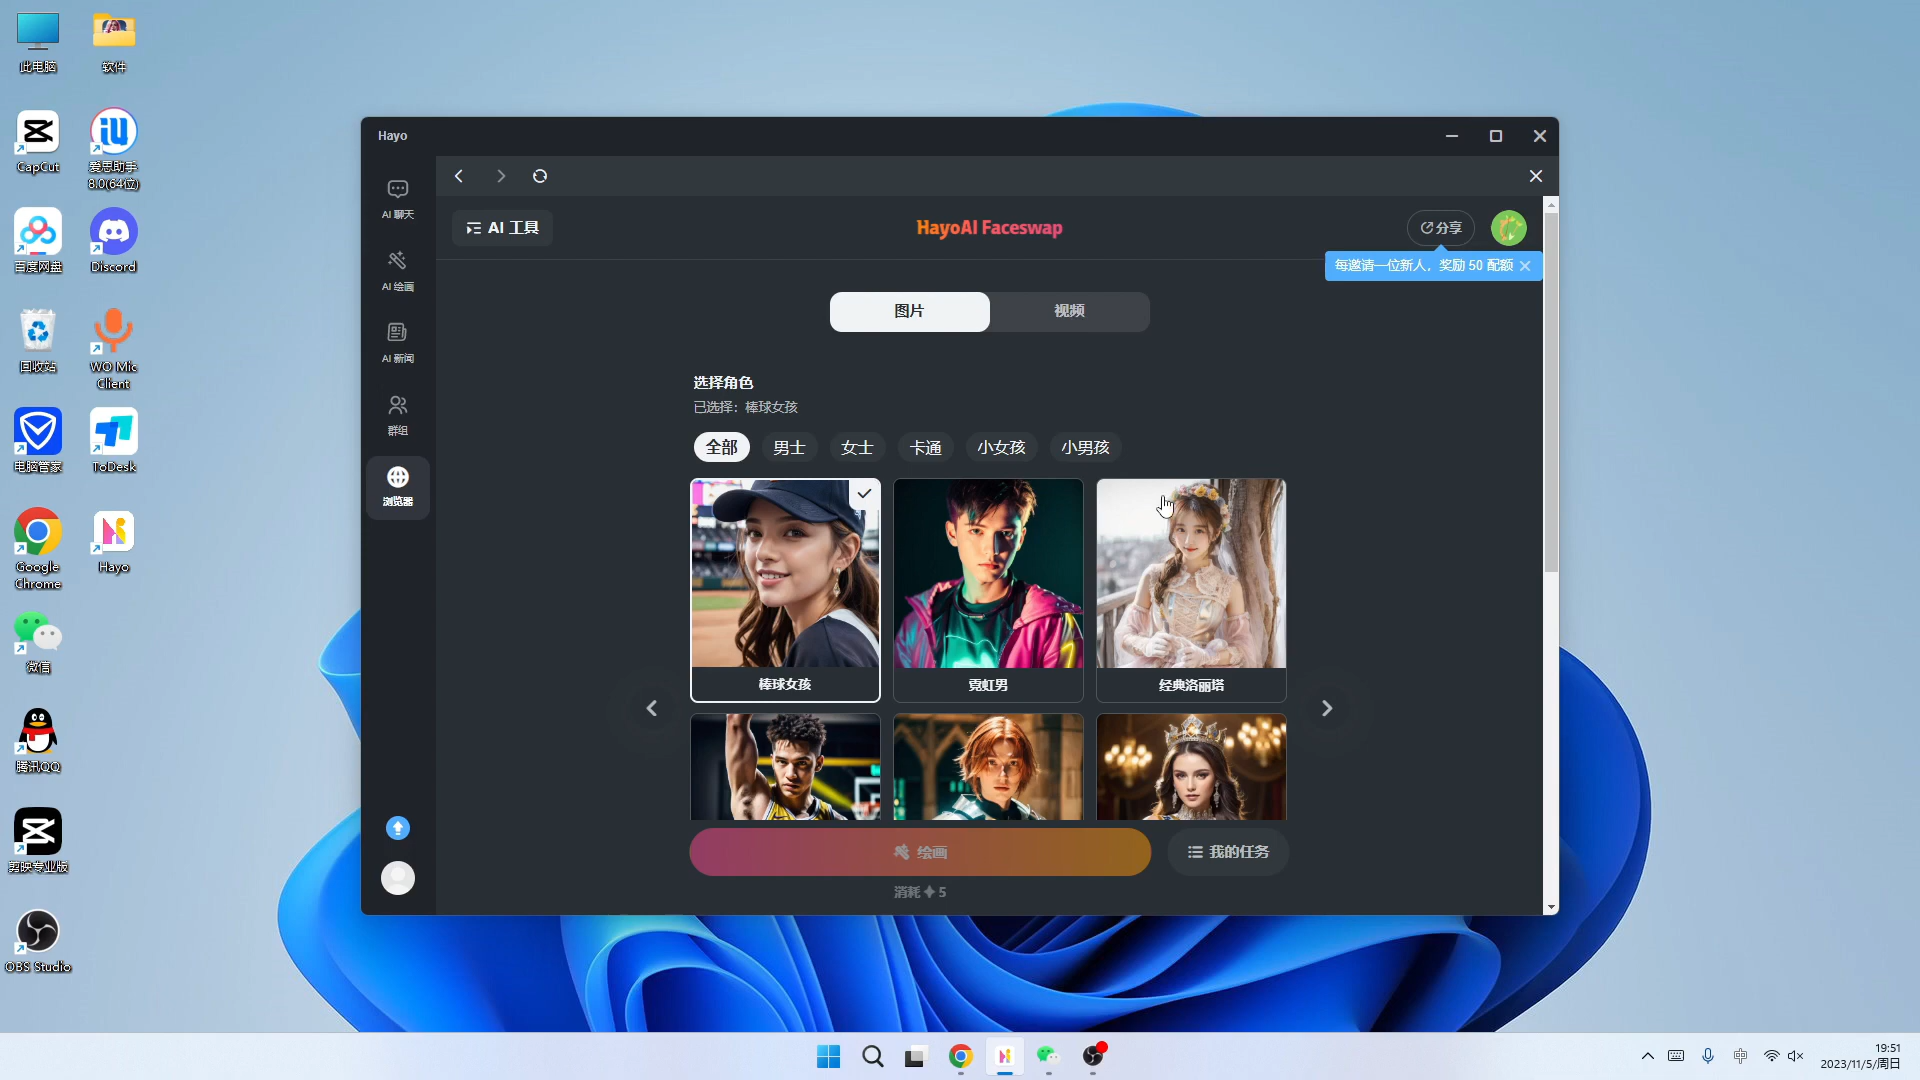 此电脑
软件
CapCut
爱思助手
8.0(64位)
百度网盘
Discord
回收站
WO Mic
Client
电脑管家
ToDesk
Google
Chrome
Hayo
微信
腾讯QQ
剪映专业版
OBS Studio
Hayo
AI 聊天
AI 绘画
AI 新闻
群组
浏览器
AI 工具
HayoAI Faceswap
分享
每邀请一位新人，奖励 50 配额
图片
视频
选择角色
已选择：棒球女孩
全部
男士
女士
卡通
小女孩
小男孩
棒球女孩
霓虹男
经典洛丽塔
绘画
我的任务
消耗 5
中
19:51
2023/11/5/周日